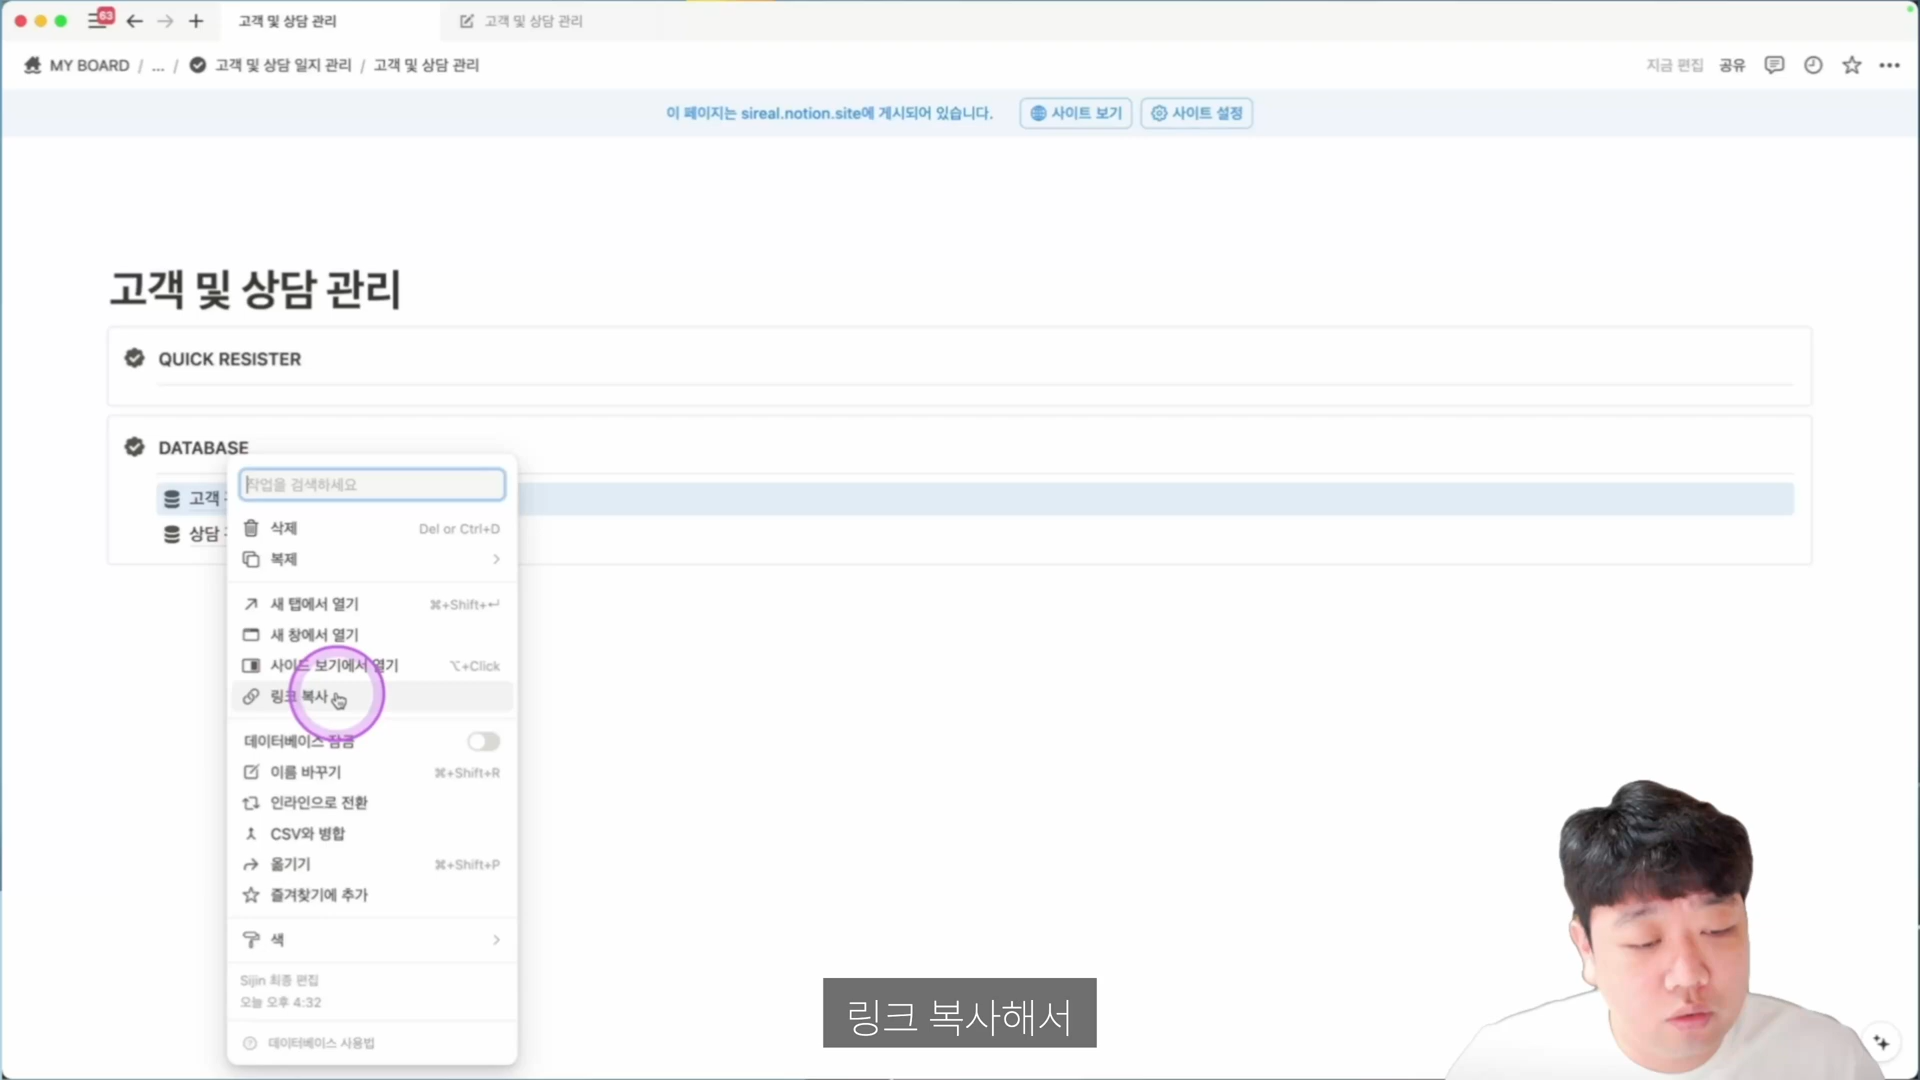 63
고객 및 상담 관리
고객 및 상담 관리
MY BOARD / ... / 고객 및 상담 일지 관리 / 고객 및 상담 관리
지금 편집 공유
이 페이지는 sireal.notion.site에 게시되어 있습니다. 사이트 보기 사이트 설정
고객 및 상담 관리
QUICK RESISTER
DATABASE
고객
상담
작업을 검색하세요
삭제 Del or Ctrl+D
복제
새 탭에서 열기 ⌘+Shift+↩
새 창에서 열기
사이드 보기에서 열기 ⌥+Click
링크 복사
데이터베이스 잠금
이름 바꾸기 ⌘+Shift+R
인라인으로 전환
CSV와 병합
옮기기 ⌘+Shift+P
즐겨찾기에 추가
색
Sijin 최종 편집
오늘 오후 4:32
데이터베이스 사용법
링크 복사해서